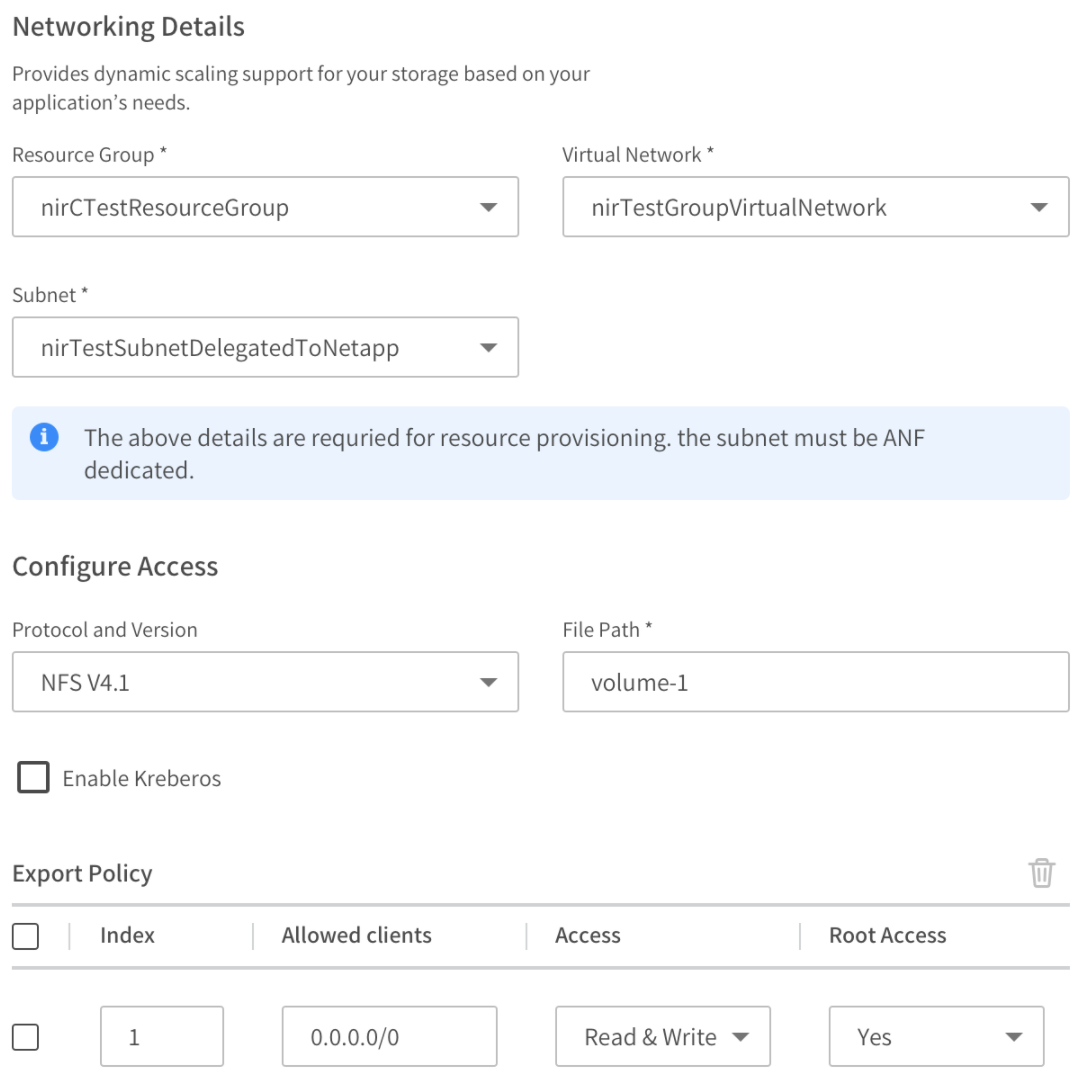 Networking Details
Provides dynamic scaling support for your storage based on your
application's needs.
Resource Group *
Virtual Network *
nirCTestResourceGroup
nirTestGroupVirtualNetwork
Subnet *
nirTestSubnetDelegatedToNetapp
The above details are requried for resource provisioning. the subnet must be ANF
dedicated.
Configure Access
Protocol and Version
File Path *
NFS V4.1
volume-1
Enable Kreberos
Export Policy
Index Allowed clients Access Root Access
1 0.0.0.0/0 Read & Write Yes